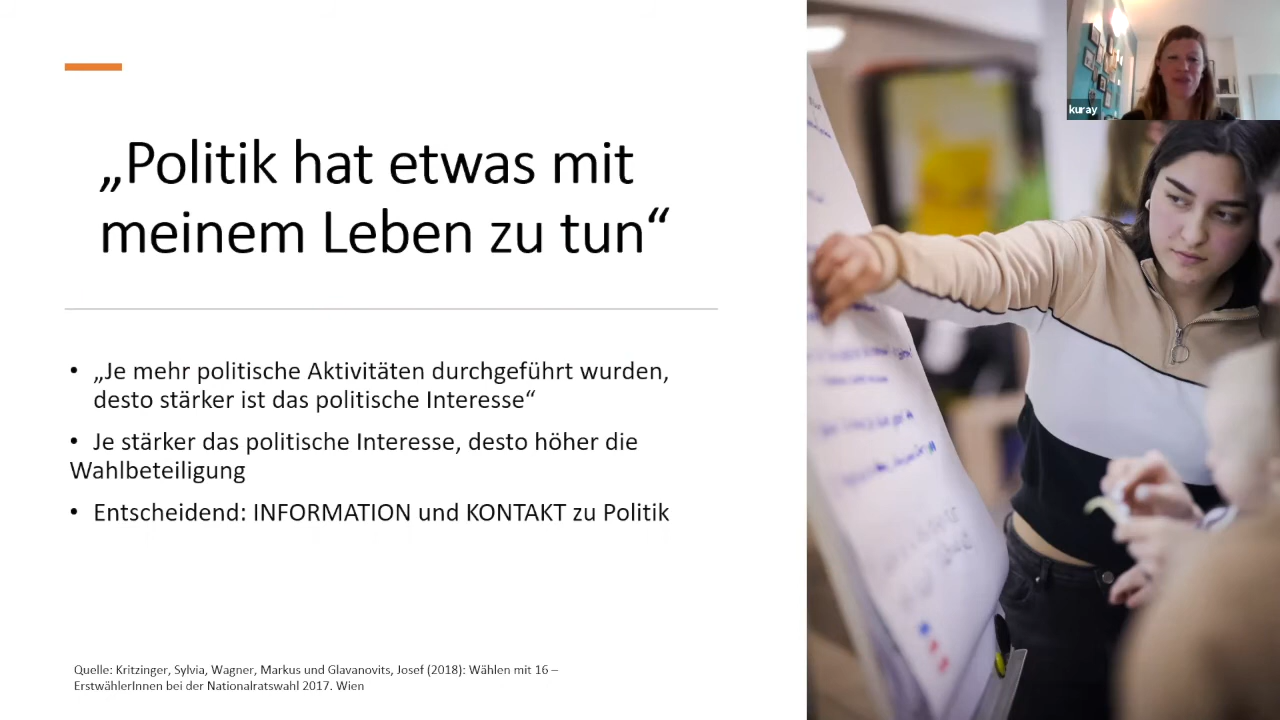 „Politik hat etwas mit
meinem Leben zu tun“
• „Je mehr politische Aktivitäten durchgeführt wurden,
desto stärker ist das politische Interesse“
• Je stärker das politische Interesse, desto höher die
Wahlbeteiligung
• Entscheidend: INFORMATION und KONTAKT zu Politik
Quelle: Kritzinger, Sylvia, Wagner, Markus und Glavanovits, Josef (2018): Wählen mit 16 –
ErstwählerInnen bei der Nationalratswahl 2017. Wien
kuray